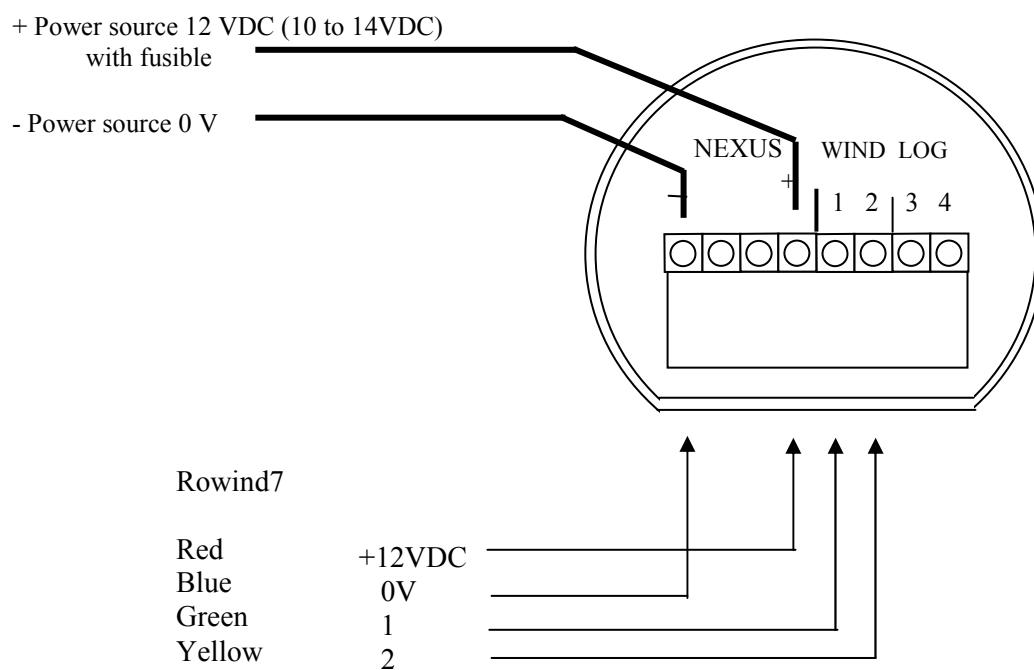 + Power source 12 VDC (10 to 14VDC)
with fusible
- Power source 0 V
NEXUS WIND LOG
- +
1 2 3 4
Rowind7
Red +12VDC
Blue 0V
Green 1
Yellow 2